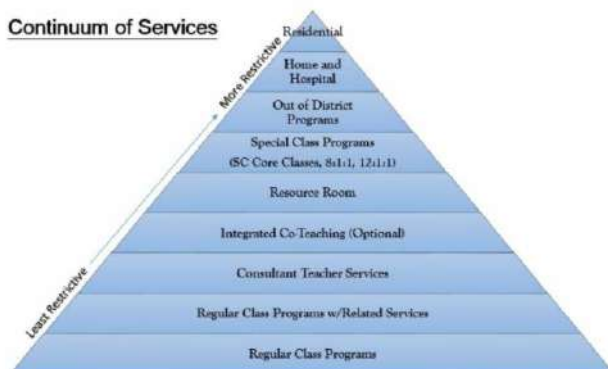 Continuum of Services
Residential
Home and
Hospital
Out of District
Programs
Special Class Programs
(SC Core Classes, 8:1:1, 12:1:1)
Resource Room
Integrated Co-Teaching (Optional)
Consultant Teacher Services
Regular Class Programs w/Related Services
Regular Class Programs
More Restrictive
Least Restrictive